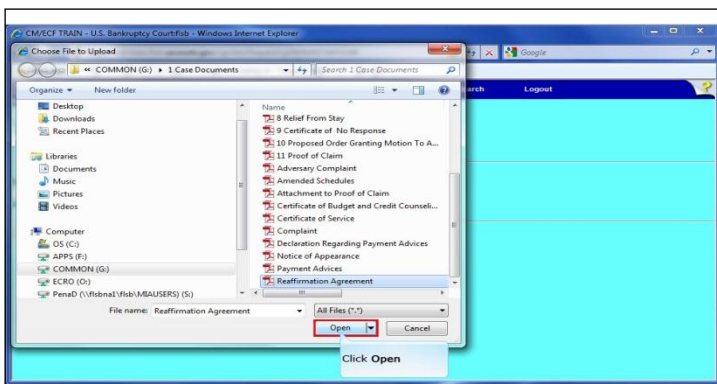 CM/ECF TRAIN - U.S. Bankruptcy Court:flsb - Windows Internet Explorer
Choose File to Upload
Google
COMMON (G:) ▸ 1 Case Documents
Search 1 Case Documents
Organize
New folder
Logout
Desktop
Downloads
Recent Places
Libraries
Documents
Music
Pictures
Videos
Computer
OS (C:)
APPS (F:)
COMMON (G:)
ECRO (O:)
PenaD (\\flsbna1\flsb\MIAUSERS) (S:)
Name
8 Relief From Stay
9 Certificate of No Response
10 Proposed Order Granting Motion To A...
11 Proof of Claim
Adversary Complaint
Amended Schedules
Attachment to Proof of Claim
Certificate of Budget and Credit Counseli...
Certificate of Service
Complaint
Declaration Regarding Payment Advices
Notice of Appearance
Payment Advices
Reaffirmation Agreement
File name: Reaffirmation Agreement
All Files (*.*)
Open
Cancel
Click Open